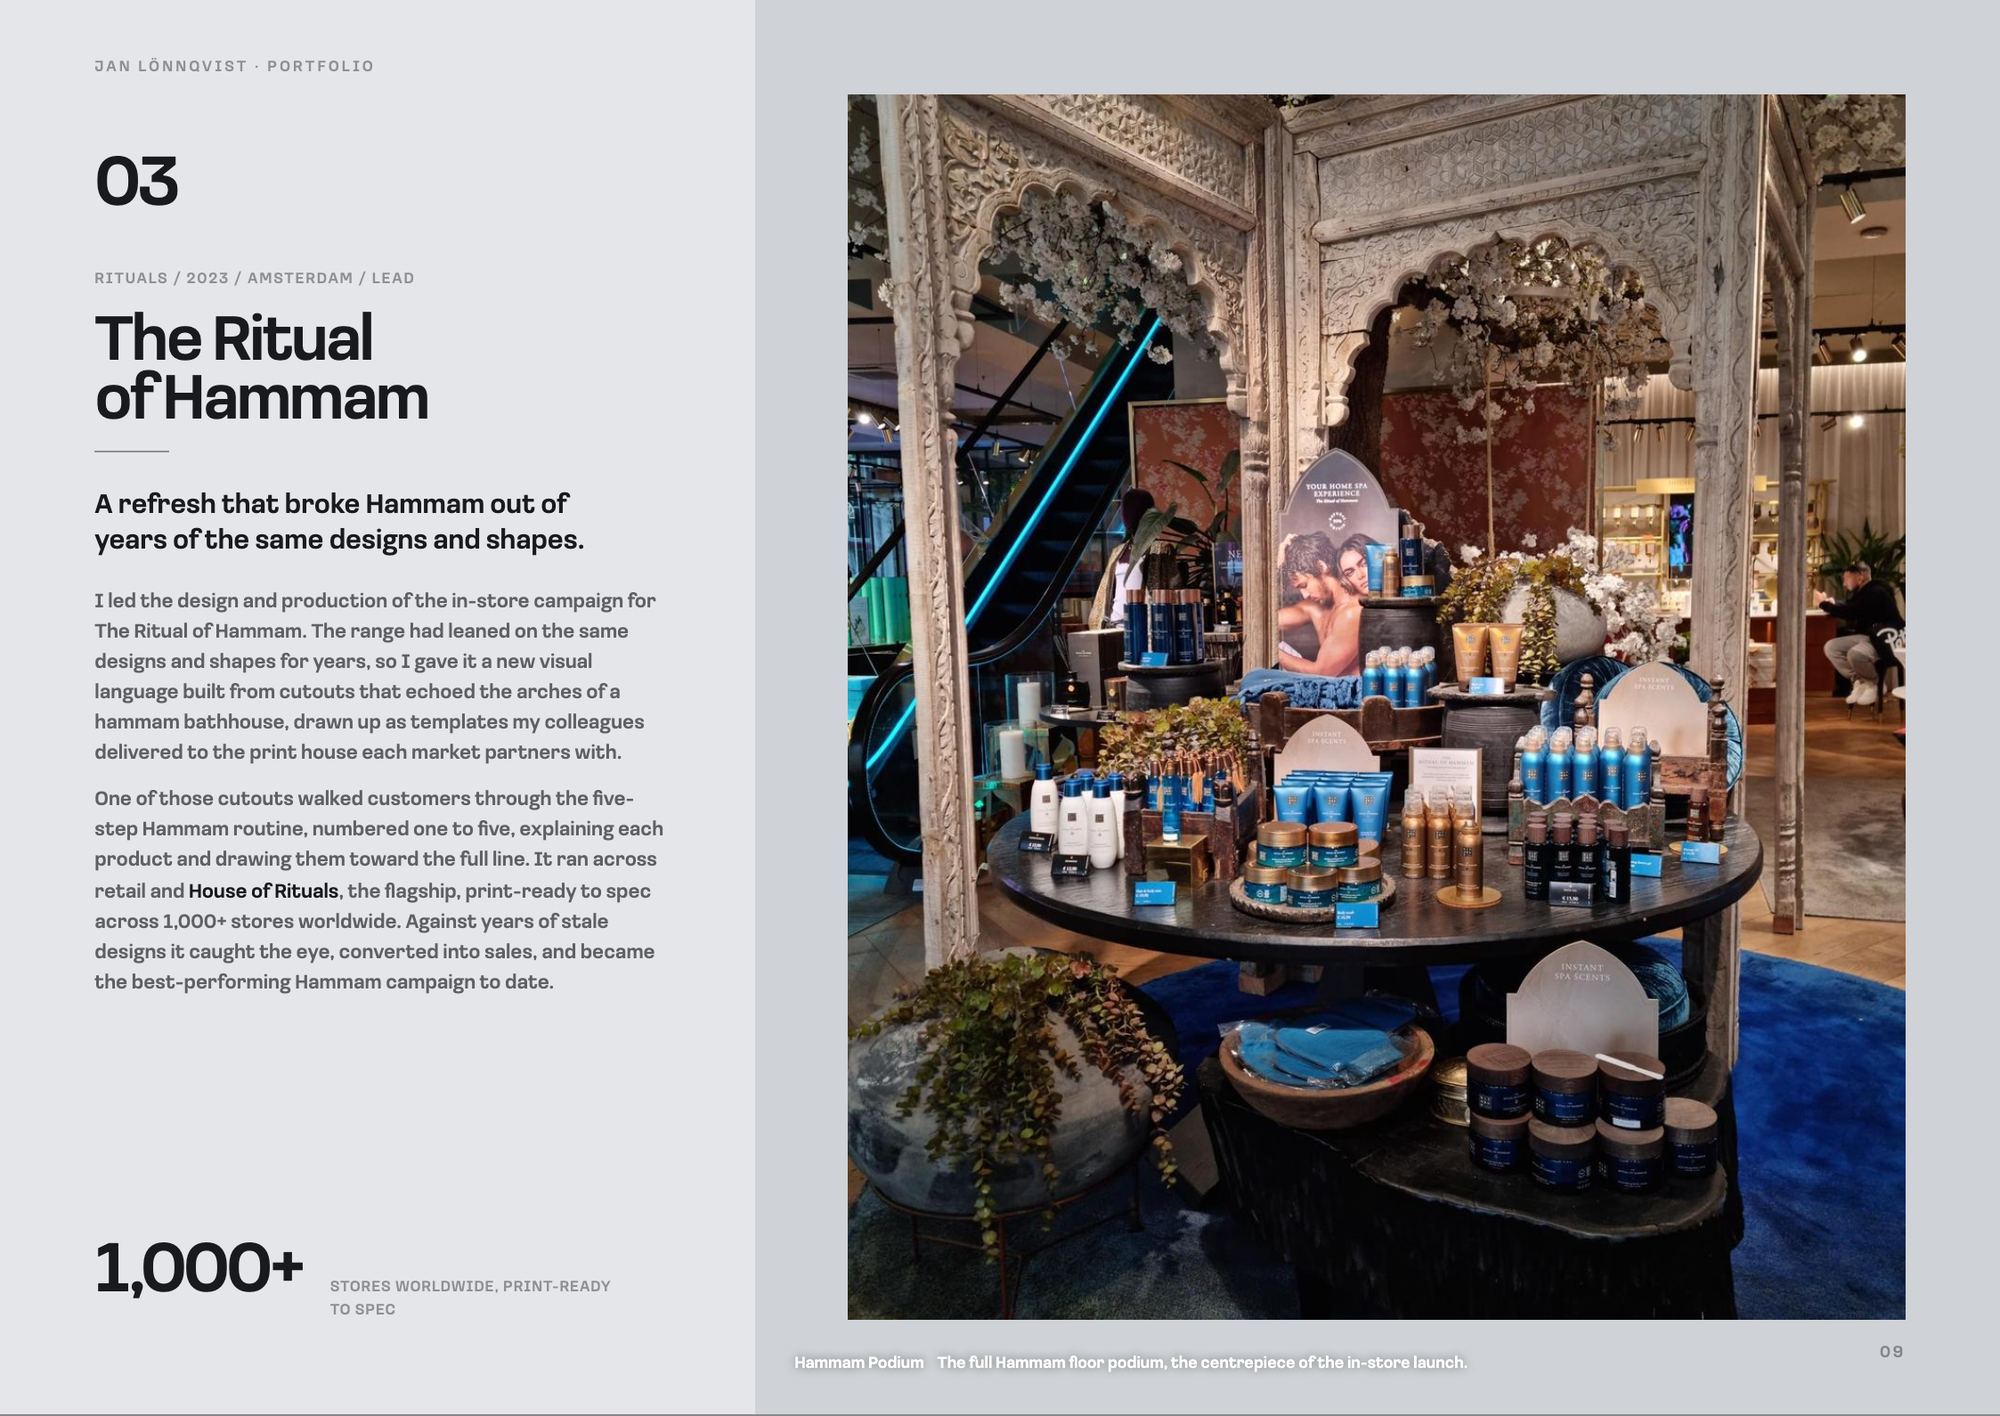 JAN LÖNNQVIST · PORTFOLIO
03
RITUALS / 2023 / AMSTERDAM / LEAD
The Ritual
of Hammam
A refresh that broke Hammam out of
years of the same designs and shapes.
I led the design and production of the in-store campaign for
The Ritual of Hammam. The range had leaned on the same
designs and shapes for years, so I gave it a new visual
language built from cutouts that echoed the arches of a
hammam bathhouse, drawn up as templates my colleagues
delivered to the print house each market partners with.
One of those cutouts walked customers through the five-
step Hammam routine, numbered one to five, explaining each
product and drawing them toward the full line. It ran across
retail and House of Rituals, the flagship, print-ready to spec
across 1,000+ stores worldwide. Against years of stale
designs it caught the eye, converted into sales, and became
the best-performing Hammam campaign to date.
1,000+
STORES WORLDWIDE, PRINT-READY
TO SPEC
YOUR HOME SPA
EXPERIENCE
The Ritual of Hammam
INSTANT
SPA SCENTS
INSTANT
SPA SCENTS
RITUAL OF HAMMAM
INSTANT
SPA SCENTS
Hammam Podium The full Hammam floor podium, the centrepiece of the in-store launch.
09